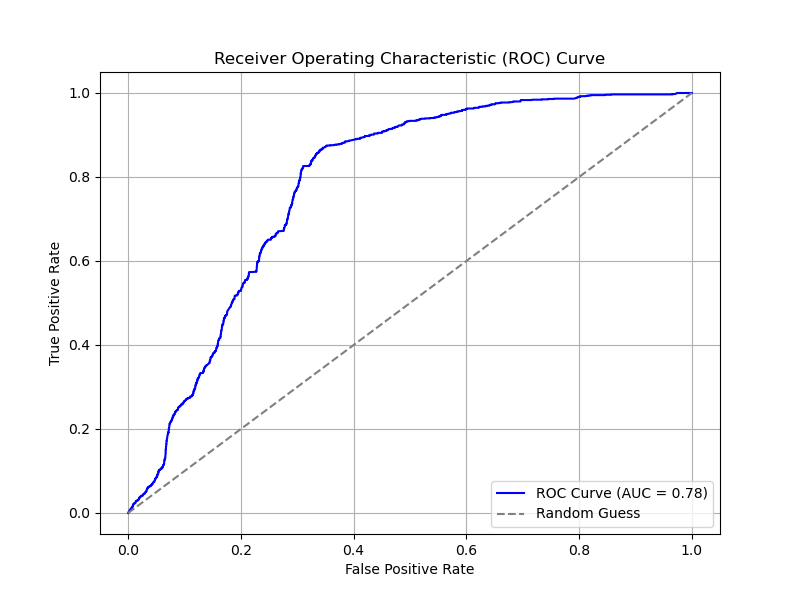 Receiver Operating Characteristic (ROC) Curve
1.0
0.8
0.6
0.4
0.2
0.0
True Positive Rate
ROC Curve (AUC = 0.78)
Random Guess
0.0 0.2 0.4 0.6 0.8 1.0
False Positive Rate